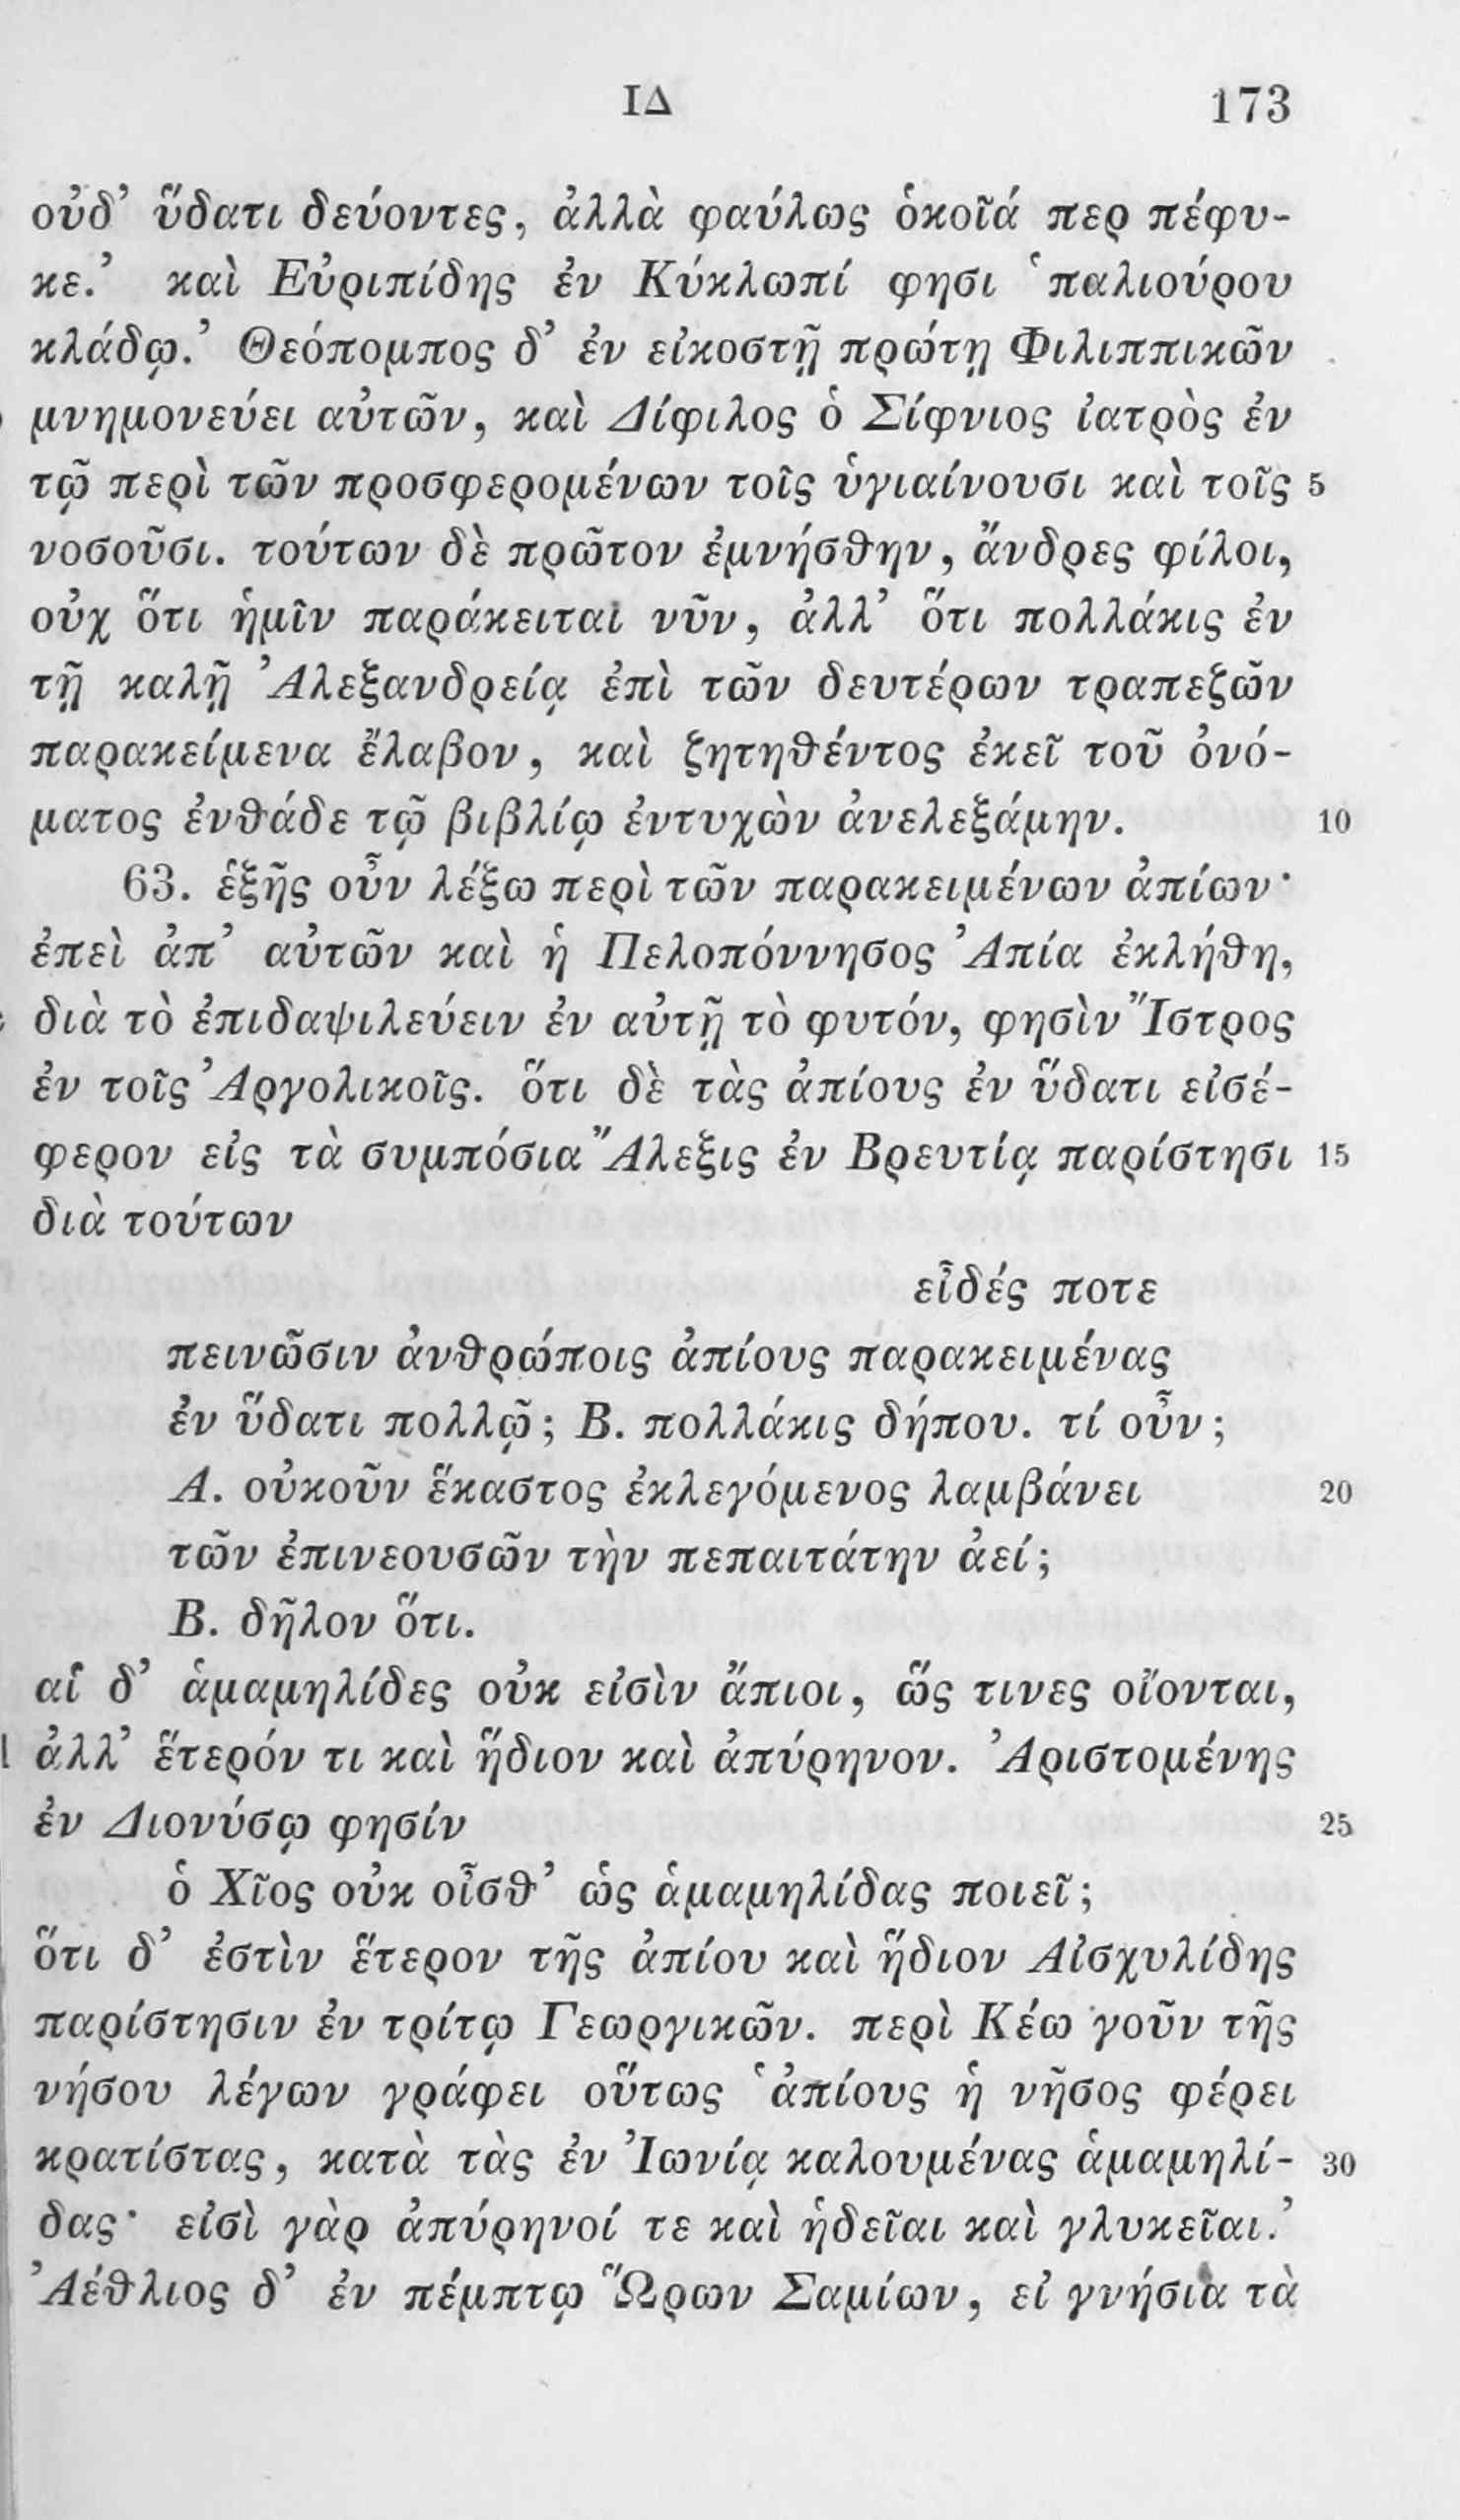 ΙΔ 173
οὐδ’ ὕδατι δεύοντες, ἀλλὰ φαύλως ὁκοῖά περ πέφυ-
κε.’ καὶ Εὐριπίδης ἐν Κύκλωπί φησι ‘παλιούρου
κλάδῳ.’ Θεόπομπος δ’ ἐν εἰκοστῇ πρώτῃ Φιλιππικῶν
μνημονεύει αὐτῶν, καὶ Δίφιλος ὁ Σίφνιος ἰατρὸς ἐν
τῷ περὶ τῶν προσφερομένων τοῖς ὑγιαίνουσι καὶ τοῖς 5
νοσοῦσι. τούτων δὲ πρῶτον ἐμνήσθην, ἄνδρες φίλοι,
οὐχ ὅτι ἡμῖν παράκειται νῦν, ἀλλ’ ὅτι πολλάκις ἐν
τῇ καλῇ Ἀλεξανδρείᾳ ἐπὶ τῶν δευτέρων τραπεζῶν
παρακείμενα ἔλαβον, καὶ ζητηθέντος ἐκεῖ τοῦ ὀνό-
ματος ἐνθάδε τῷ βιβλίῳ ἐντυχὼν ἀνελεξάμην. 10
63. ἑξῆς οὖν λέξω περὶ τῶν παρακειμένων ἀπίων·
ἐπεὶ ἀπ’ αὐτῶν καὶ ἡ Πελοπόννησος Ἀπία ἐκλήθη,
διὰ τὸ ἐπιδαψιλεύειν ἐν αὐτῇ τὸ φυτόν, φησὶν Ἴστρος
ἐν τοῖς Ἀργολικοῖς. ὅτι δὲ τὰς ἀπίους ἐν ὕδατι εἰσέ-
φερον εἰς τὰ συμπόσια Ἄλεξις ἐν Βρεττίᾳ παρίστησι 15
διὰ τούτων
εἶδές ποτε
πεινῶσιν ἀνθρώποις ἀπίους παρακειμένας
ἐν ὕδατι πολλῷ; Β. πολλάκις δήπου. τί οὖν;
Α. οὐκοῦν ἕκαστος ἐκλεγόμενος λαμβάνει 20
τῶν ἐπινεουσῶν τὴν πεπαιτάτην ἀεί;
Β. δῆλον ὅτι.
αἱ δ’ ἁμαμηλίδες οὐκ εἰσὶν ἄπιοι, ὥς τινες οἴονται,
ἀλλ’ ἕτερόν τι καὶ ἥδιον καὶ ἀπύρηνον. Ἀριστομένης
ἐν Διονύσῳ φησίν 25
ὁ Χῖος οὐκ οἶσθ’ ὡς ἁμαμηλίδας ποιεῖ;
ὅτι δ’ ἐστὶν ἕτερον τῆς ἀπίου καὶ ἥδιον Αἰσχυλίδης
παρίστησιν ἐν τρίτῳ Γεωργικῶν. περὶ Κέω γοῦν τῆς
νήσου λέγων γράφει οὕτως ‘ἀπίους ἡ νῆσος φέρει
κρατίστας, κατὰ τὰς ἐν Ἰωνίᾳ καλουμένας ἁμαμηλί- 30
δας· εἰσὶ γὰρ ἀπύρηνοί τε καὶ ἡδεῖαι καὶ γλυκεῖαι.’
Ἀέθλιος δ’ ἐν πέμπτῳ Ὥρων Σαμίων, εἰ γνήσια τὰ